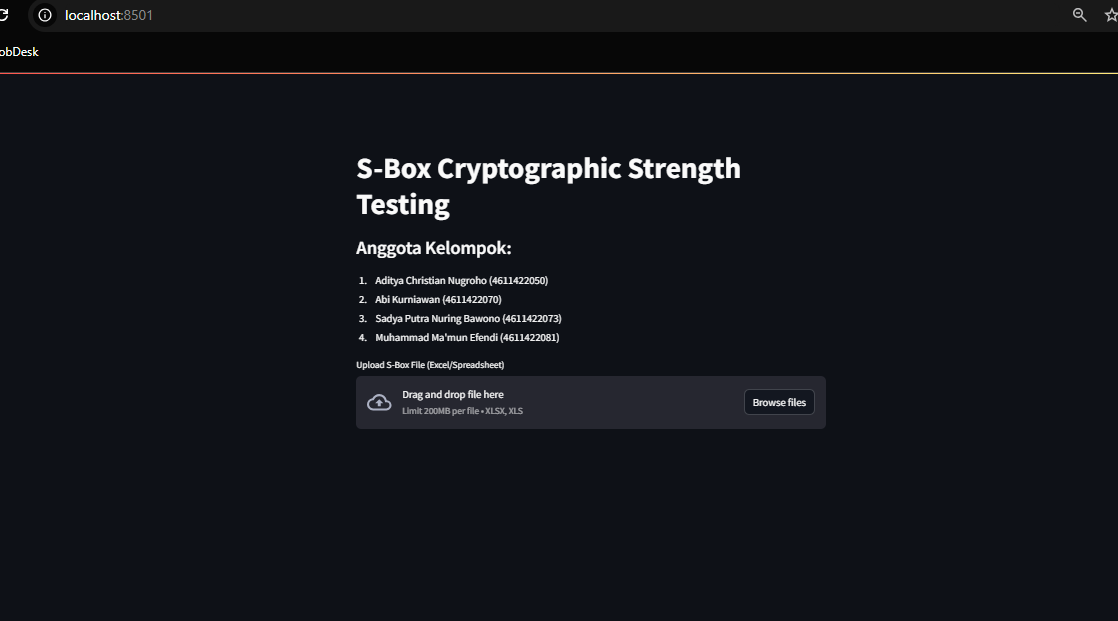 localhost:8501
obDesk
S-Box Cryptographic Strength
Testing
Anggota Kelompok:
1. Aditya Christian Nugroho (4611422050)
2. Abi Kurniawan (4611422070)
3. Sadya Putra Nuring Bawono (4611422073)
4. Muhammad Ma'mun Efendi (4611422081)
Upload S-Box File (Excel/Spreadsheet)
Drag and drop file here
Limit 200MB per file • XLSX, XLS
Browse files